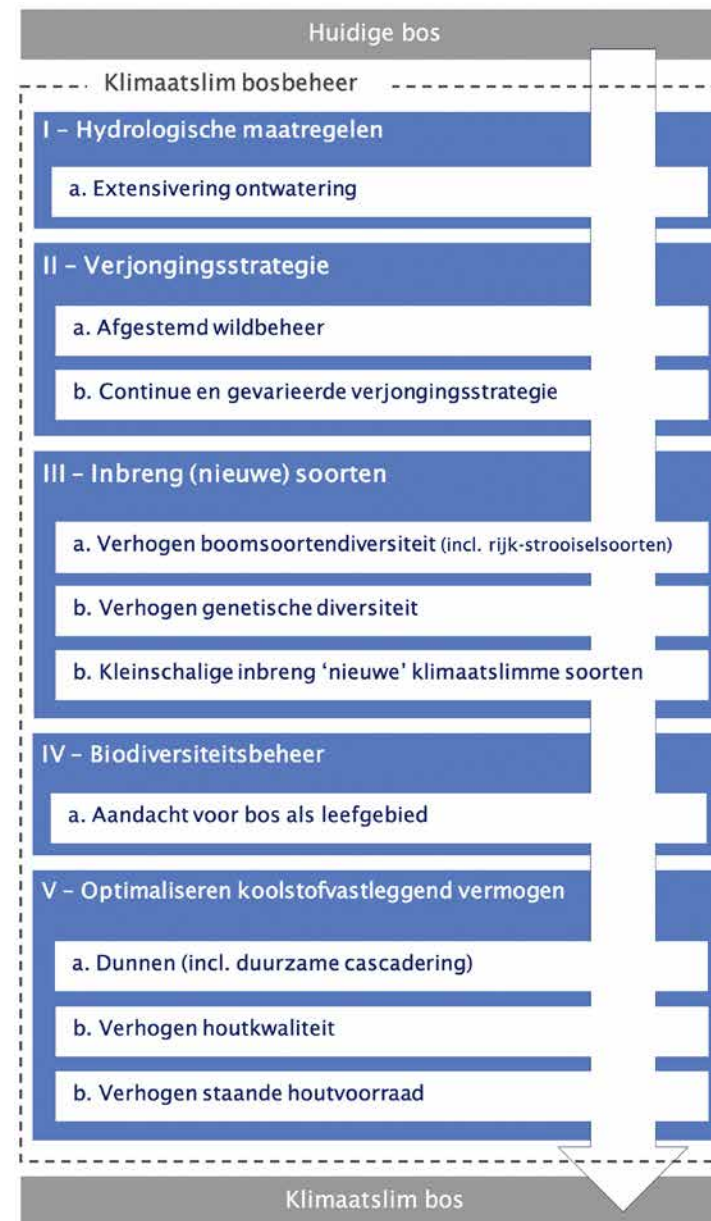 Huidige bos
Klimaatslim bosbeheer
I – Hydrologische maatregelen
a. Extensivering ontwatering
II – Verjongingsstrategie
a. Afgestemd wildbeheer
b. Continue en gevarieerde verjongingsstrategie
III – Inbreng (nieuwe) soorten
a. Verhogen boomsoortendiversiteit (incl. rijk-strooiselsoorten)
b. Verhogen genetische diversiteit
b. Kleinschalige inbreng ‘nieuwe’ klimaatslimme soorten
IV – Biodiversiteitsbeheer
a. Aandacht voor bos als leefgebied
V – Optimaliseren koolstofvastleggend vermogen
a. Dunnen (incl. duurzame cascadering)
b. Verhogen houtkwaliteit
b. Verhogen staande houtvoorraad
Klimaatslim bos